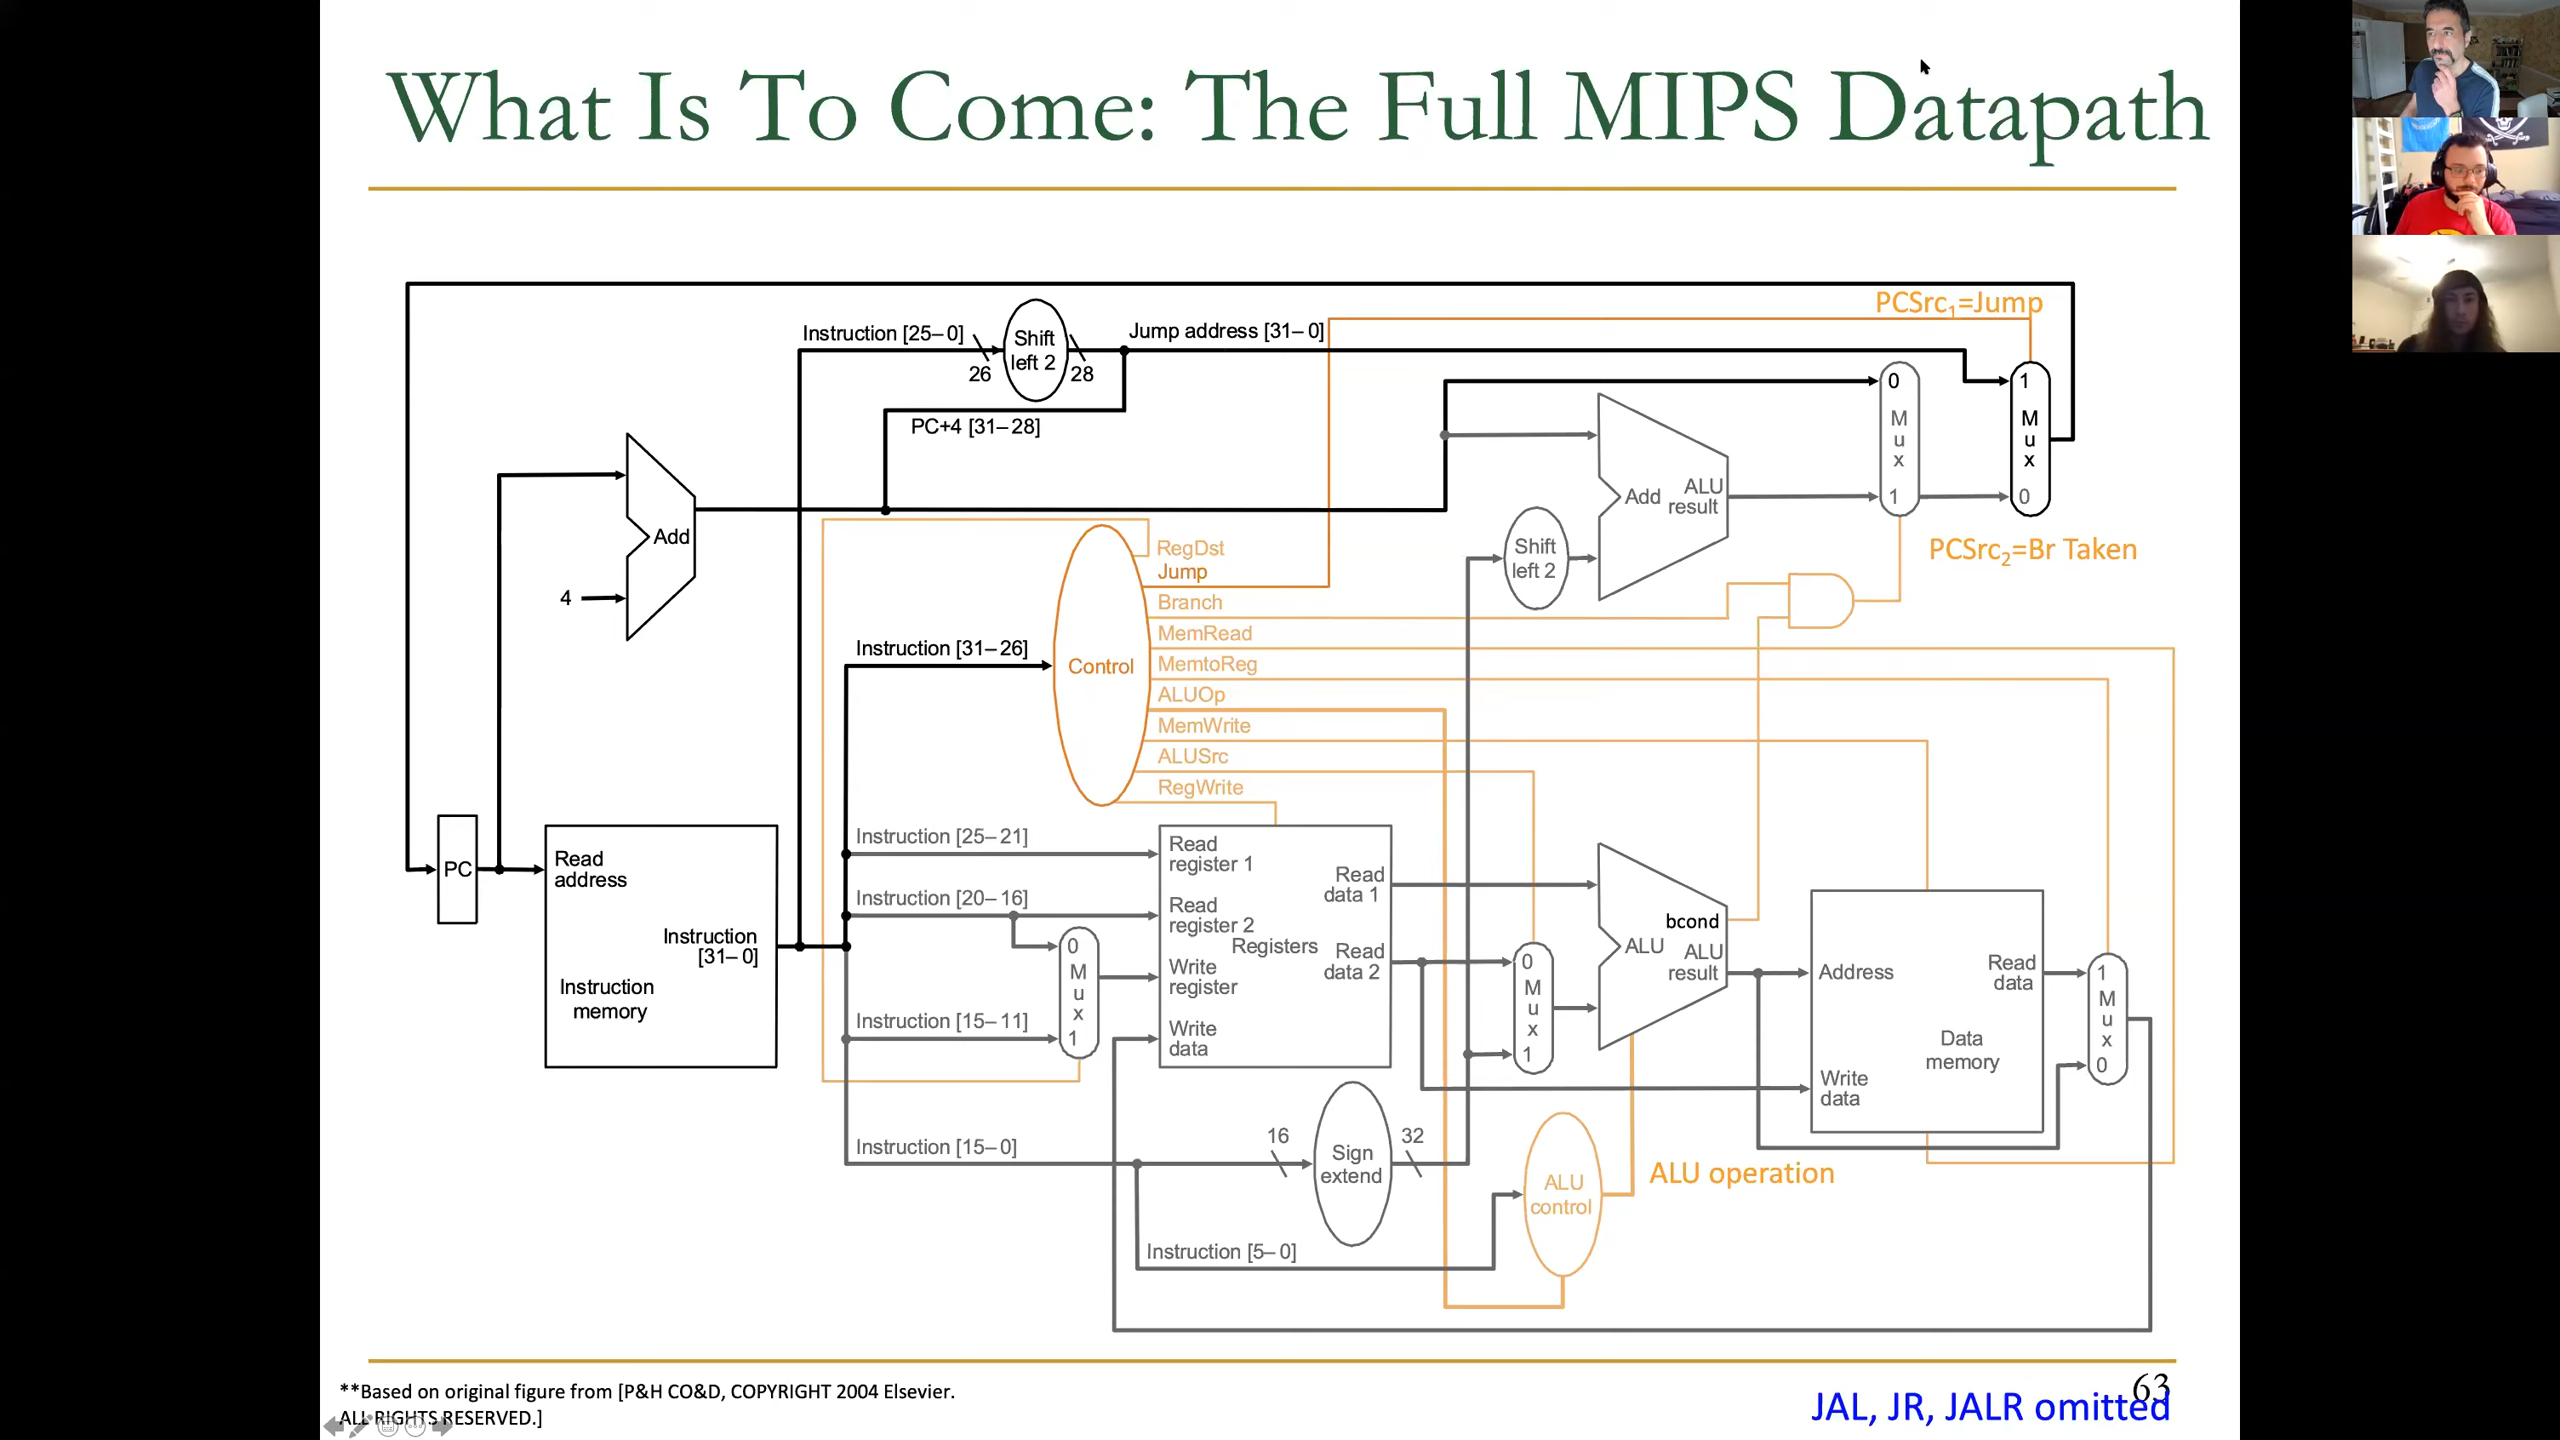 What Is To Come: The Full MIPS Datapath
PCSrc1=Jump
Instruction [25–0]
Shift
left 2
Jump address [31–0]
26
28
PC+4 [31–28]
0
M
u
x
1
1
M
u
x
0
Add
4
Add
ALU
result
Shift
left 2
PCSrc2=Br Taken
RegDst
Jump
Branch
MemRead
MemtoReg
ALUOp
MemWrite
ALUSrc
RegWrite
Instruction [31–26]
Control
PC
Read
address
Instruction
[31–0]
Instruction
memory
Instruction [25–21]
Instruction [20–16]
Instruction [15–11]
Instruction [15–0]
0
M
u
x
1
Read
register 1
Read
register 2
Registers
Write
register
Write
data
Read
data 1
Read
data 2
0
M
u
x
1
bcond
ALU
ALU
result
Address
Read
data
Data
memory
Write
data
1
M
u
x
0
16
Sign
extend
32
Instruction [5–0]
ALU
control
ALU operation
**Based on original figure from [P&H CO&D, COPYRIGHT 2004 Elsevier.
ALL RIGHTS RESERVED.]
63
JAL, JR, JALR omitted